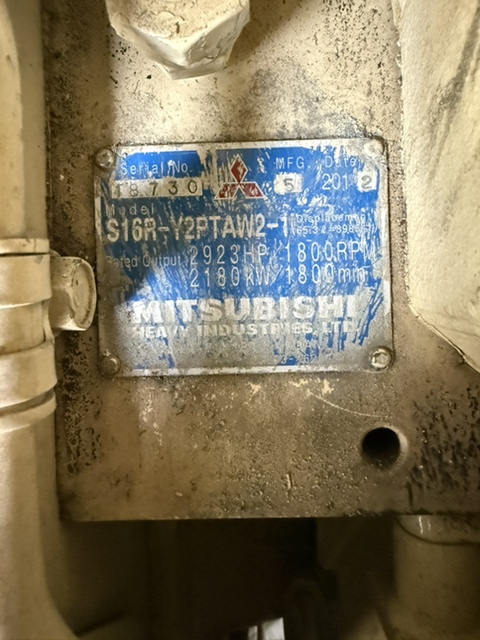 Serial No. MFG Date
18730 5 2012
Model
S16R-Y2PTAW2-1
Rated Output 2923HP 1800RPM
2180kW 1800min
MITSUBISHI
HEAVY INDUSTRIES, LTD.